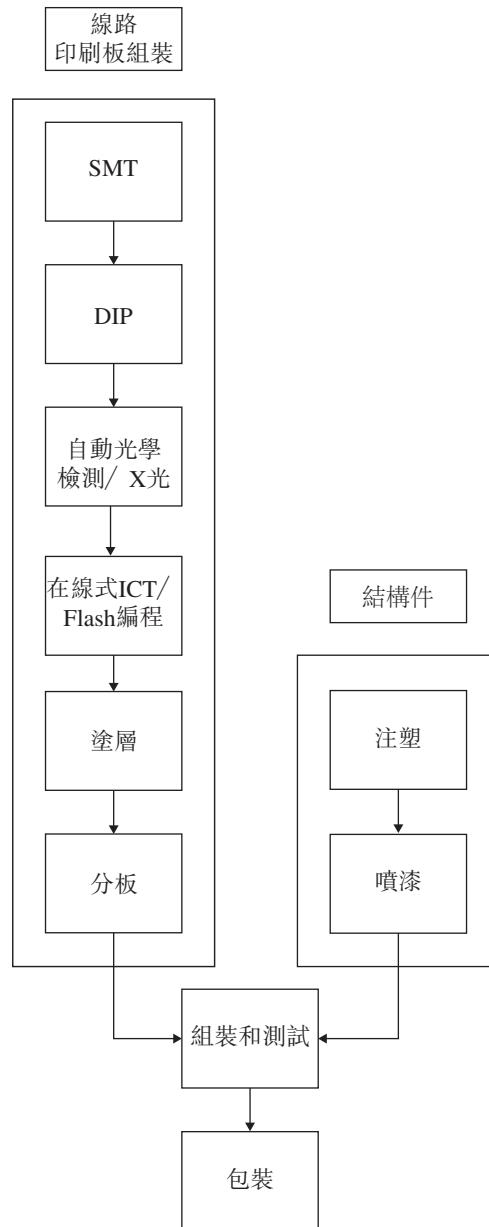 線路
印刷板組裝
SMT
DIP
自動光學
檢測/ X光
在線式ICT/
Flash編程
塗層
分板
結構件
注塑
噴漆
組裝和測試
包裝